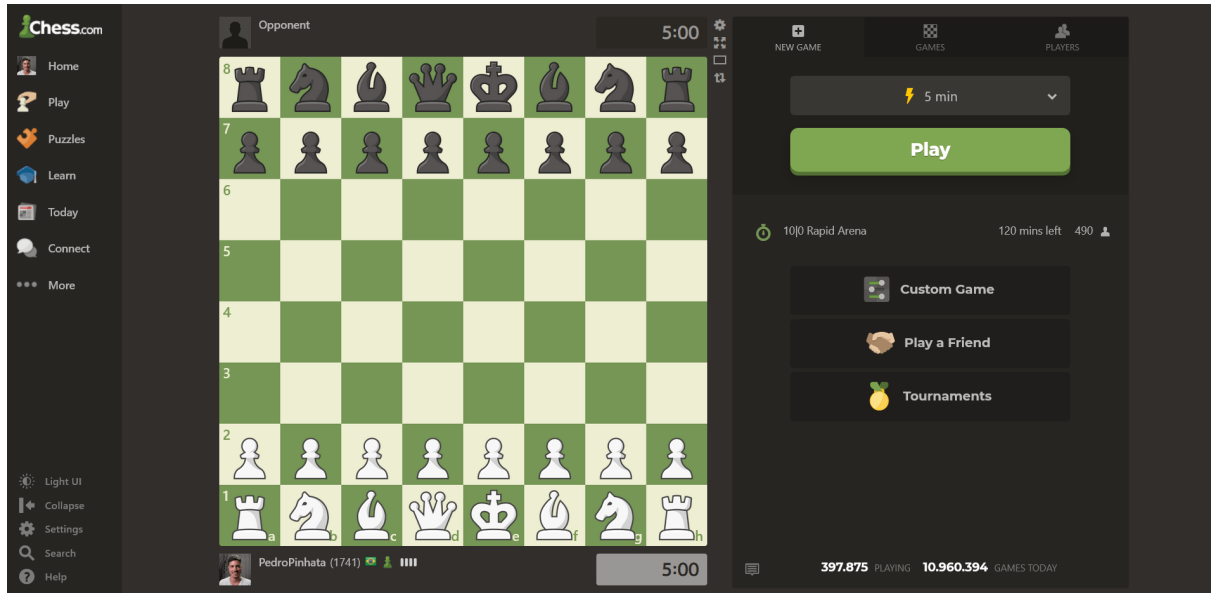 Chess.com
Home
Play
Puzzles
Learn
Today
Connect
More
Light UI
Collapse
Settings
Search
Help
Opponent
5:00
8
7
6
5
4
3
2
1
a b c d e f g h
PedroPinhata (1741)
5:00
NEW GAME
GAMES
PLAYERS
5 min
Play
10|0 Rapid Arena 120 mins left 490
Custom Game
Play a Friend
Tournaments
397.875 PLAYING 10.960.394 GAMES TODAY